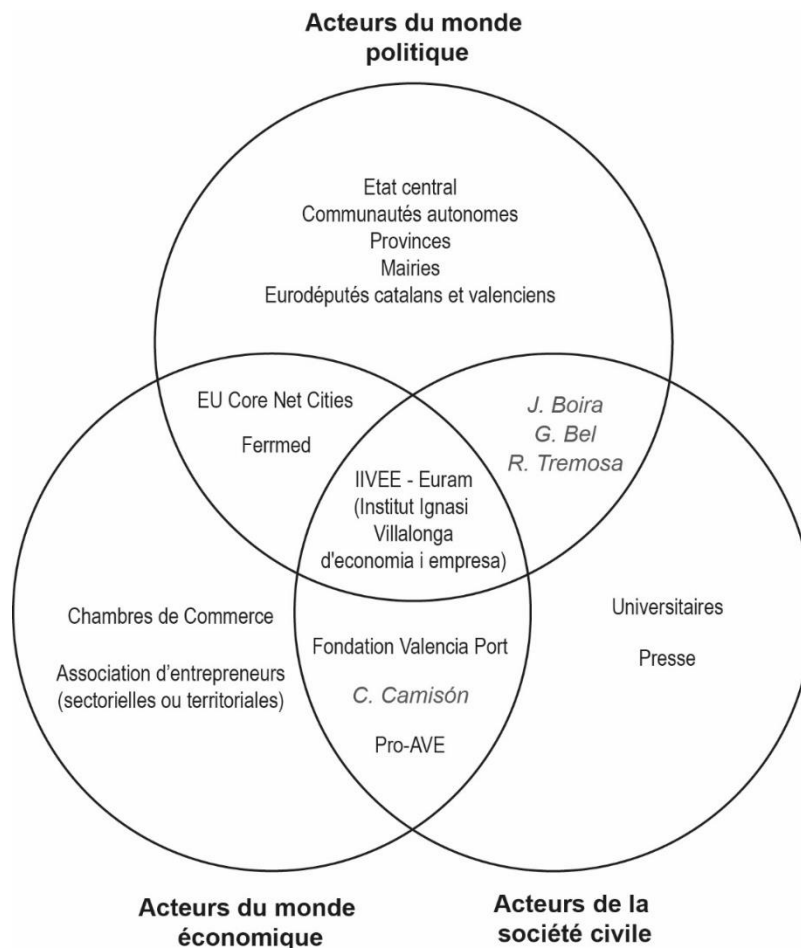 Acteurs du monde
politique
Etat central
Communautés autonomes
Provinces
Mairies
Eurodéputés catalans et valenciens
EU Core Net Cities
Ferrmed
J. Boira
G. Bel
R. Tremosa
IIVEE - Euram
(Institut Ignasi
Villalonga
d'economia i empresa)
Chambres de Commerce
Association d'entrepreneurs
(sectorielles ou territoriales)
Fondation Valencia Port
C. Camisón
Pro-AVE
Universitaires
Presse
Acteurs du monde
économique
Acteurs de la
société civile